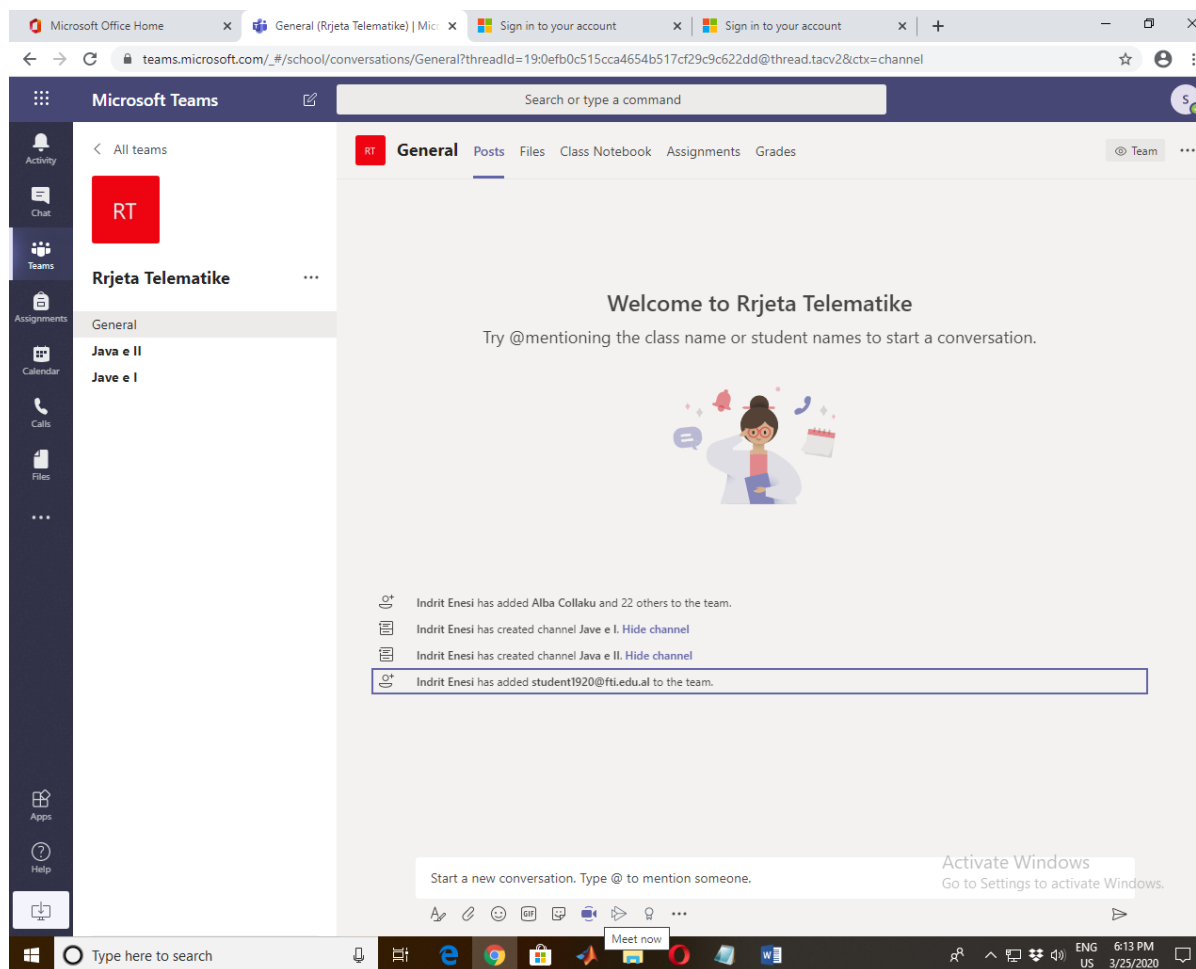 Microsoft Office Home
General (Rrjeta Telematike) | Micr
Sign in to your account
Sign in to your account
teams.microsoft.com/_#/school/conversations/General?threadId=19:0efb0c515cca4654b517cf29c9c622dd@thread.tacv2&ctx=channel
Microsoft Teams
Search or type a command
S
Activity
Chat
Teams
Assignments
Calendar
Calls
Files
Apps
Help
All teams
RT
Rrjeta Telematike
General
Java e II
Jave e I
RT General Posts Files Class Notebook Assignments Grades
Team
Welcome to Rrjeta Telematike
Try @mentioning the class name or student names to start a conversation.
Indrit Enesi has added Alba Collaku and 22 others to the team.
Indrit Enesi has created channel Jave e I. Hide channel
Indrit Enesi has created channel Java e II. Hide channel
Indrit Enesi has added student1920@fti.edu.al to the team.
Start a new conversation. Type @ to mention someone.
GIF
Meet now
Activate Windows
Go to Settings to activate Windows.
Type here to search
ENG
US
6:13 PM
3/25/2020